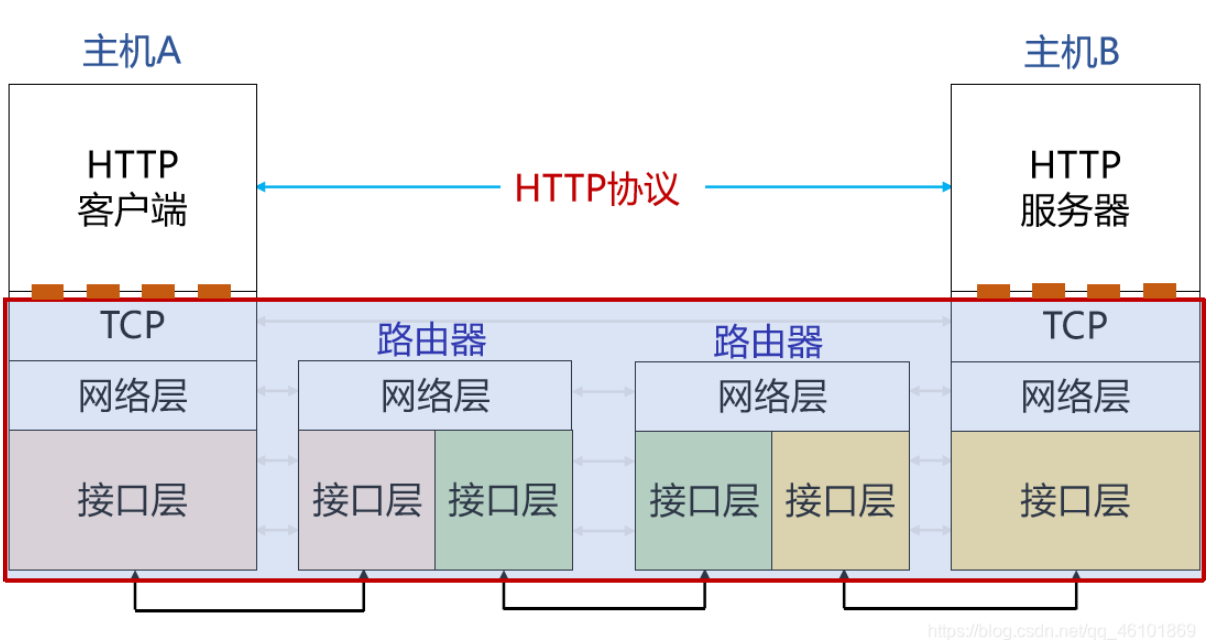 主机A
主机B
HTTP
客户端
HTTP协议
HTTP
服务器
TCP
路由器
路由器
TCP
网络层
网络层
网络层
网络层
接口层
接口层
接口层
接口层
接口层
接口层
https://blog.csdn.net/qq_46101869